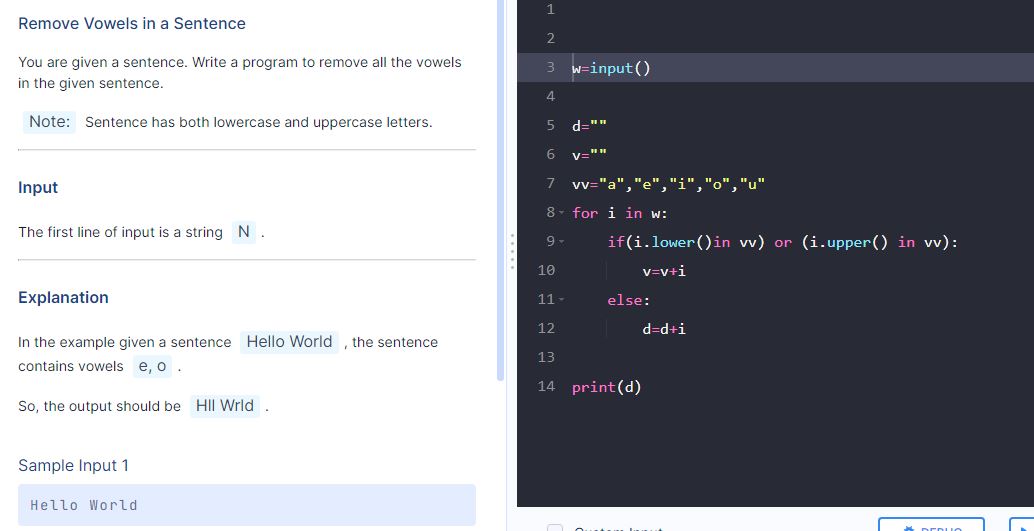 Remove Vowels in a Sentence
You are given a sentence. Write a program to remove all the vowels
in the given sentence.
Note: Sentence has both lowercase and uppercase letters.
Input
The first line of input is a string N .
Explanation
In the example given a sentence Hello World , the sentence
contains vowels e, o .
So, the output should be Hll Wrld .
Sample Input 1
Hello World
1
2
3 w=input()
4
5 d=""
6 v=""
7 vv="a","e","i","o","u"
8 for i in w:
9 if(i.lower()in vv) or (i.upper() in vv):
10 v=v+i
11 else:
12 d=d+i
13
14 print(d)
Custom Input
DEBUG